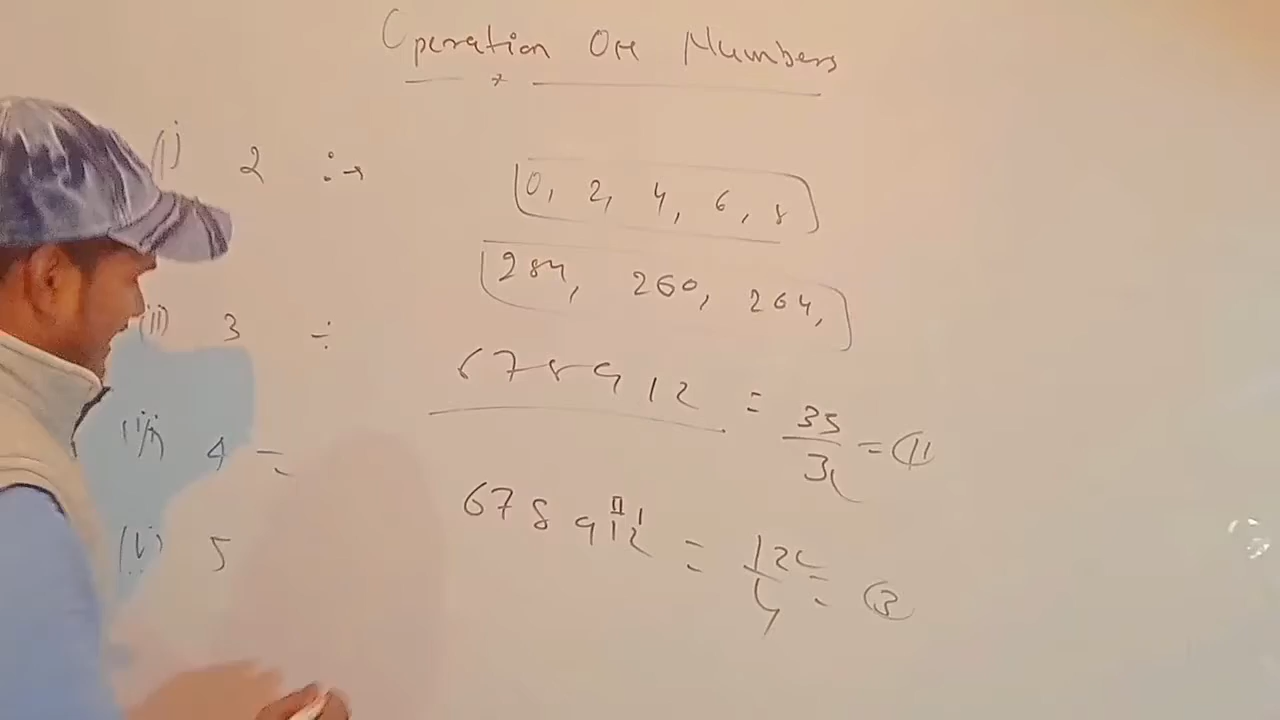 Operation On Numbers
(i) 2 ÷→ 0, 2, 4, 6, 8
284, 260, 264,
(ii) 3 ÷
678912 = 35/3 = 11
(iii) 4 =
678912 = 12/4 = 3
5